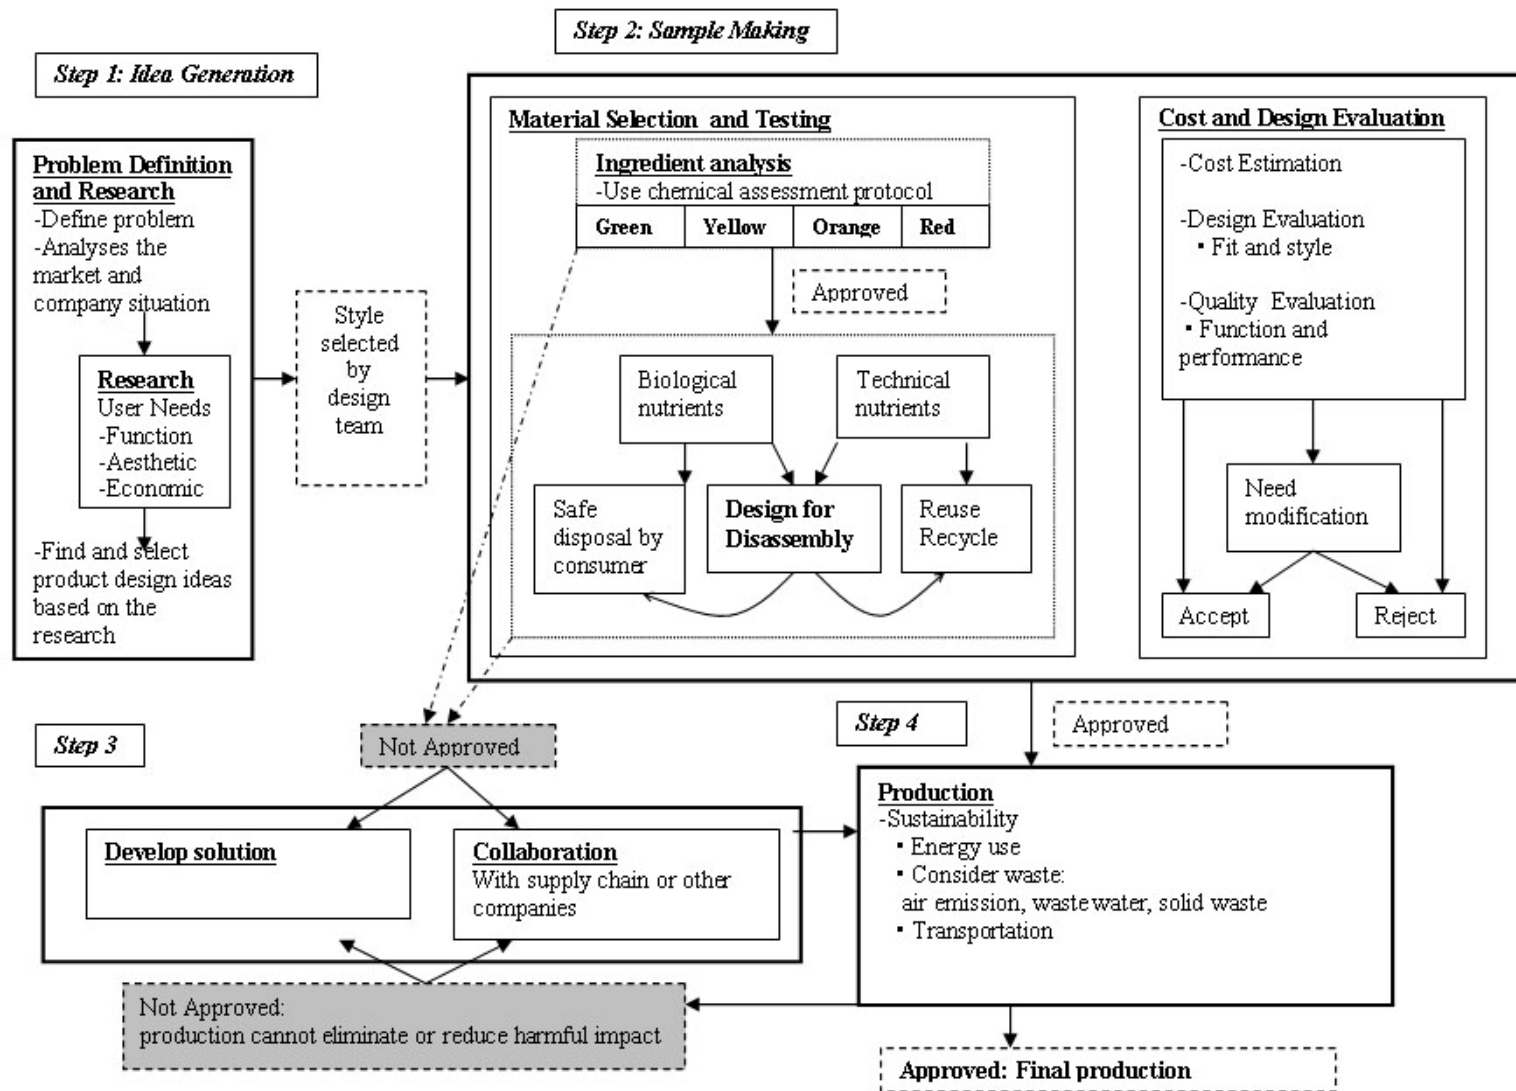 Step 2: Sample Making
Step 1: Idea Generation
Problem Definition
and Research
-Define problem
-Analyses the
market and
company situation
Research
User Needs
-Function
-Aesthetic
-Economic
-Find and select
product design ideas
based on the
research
Style
selected
by
design
team
Material Selection and Testing
Ingredient analysis
-Use chemical assessment protocol
Green Yellow Orange Red
Approved
Biological
nutrients
Technical
nutrients
Safe
disposal by
consumer
Design for
Disassembly
Reuse
Recycle
Cost and Design Evaluation
-Cost Estimation
-Design Evaluation
▪ Fit and style
-Quality Evaluation
▪ Function and
performance
Need
modification
Accept
Reject
Step 3
Not Approved
Step 4
Approved
Develop solution
Collaboration
With supply chain or other
companies
Production
-Sustainability
▪ Energy use
▪ Consider waste:
air emission, waste water, solid waste
▪ Transportation
Not Approved:
production cannot eliminate or reduce harmful impact
Approved: Final production